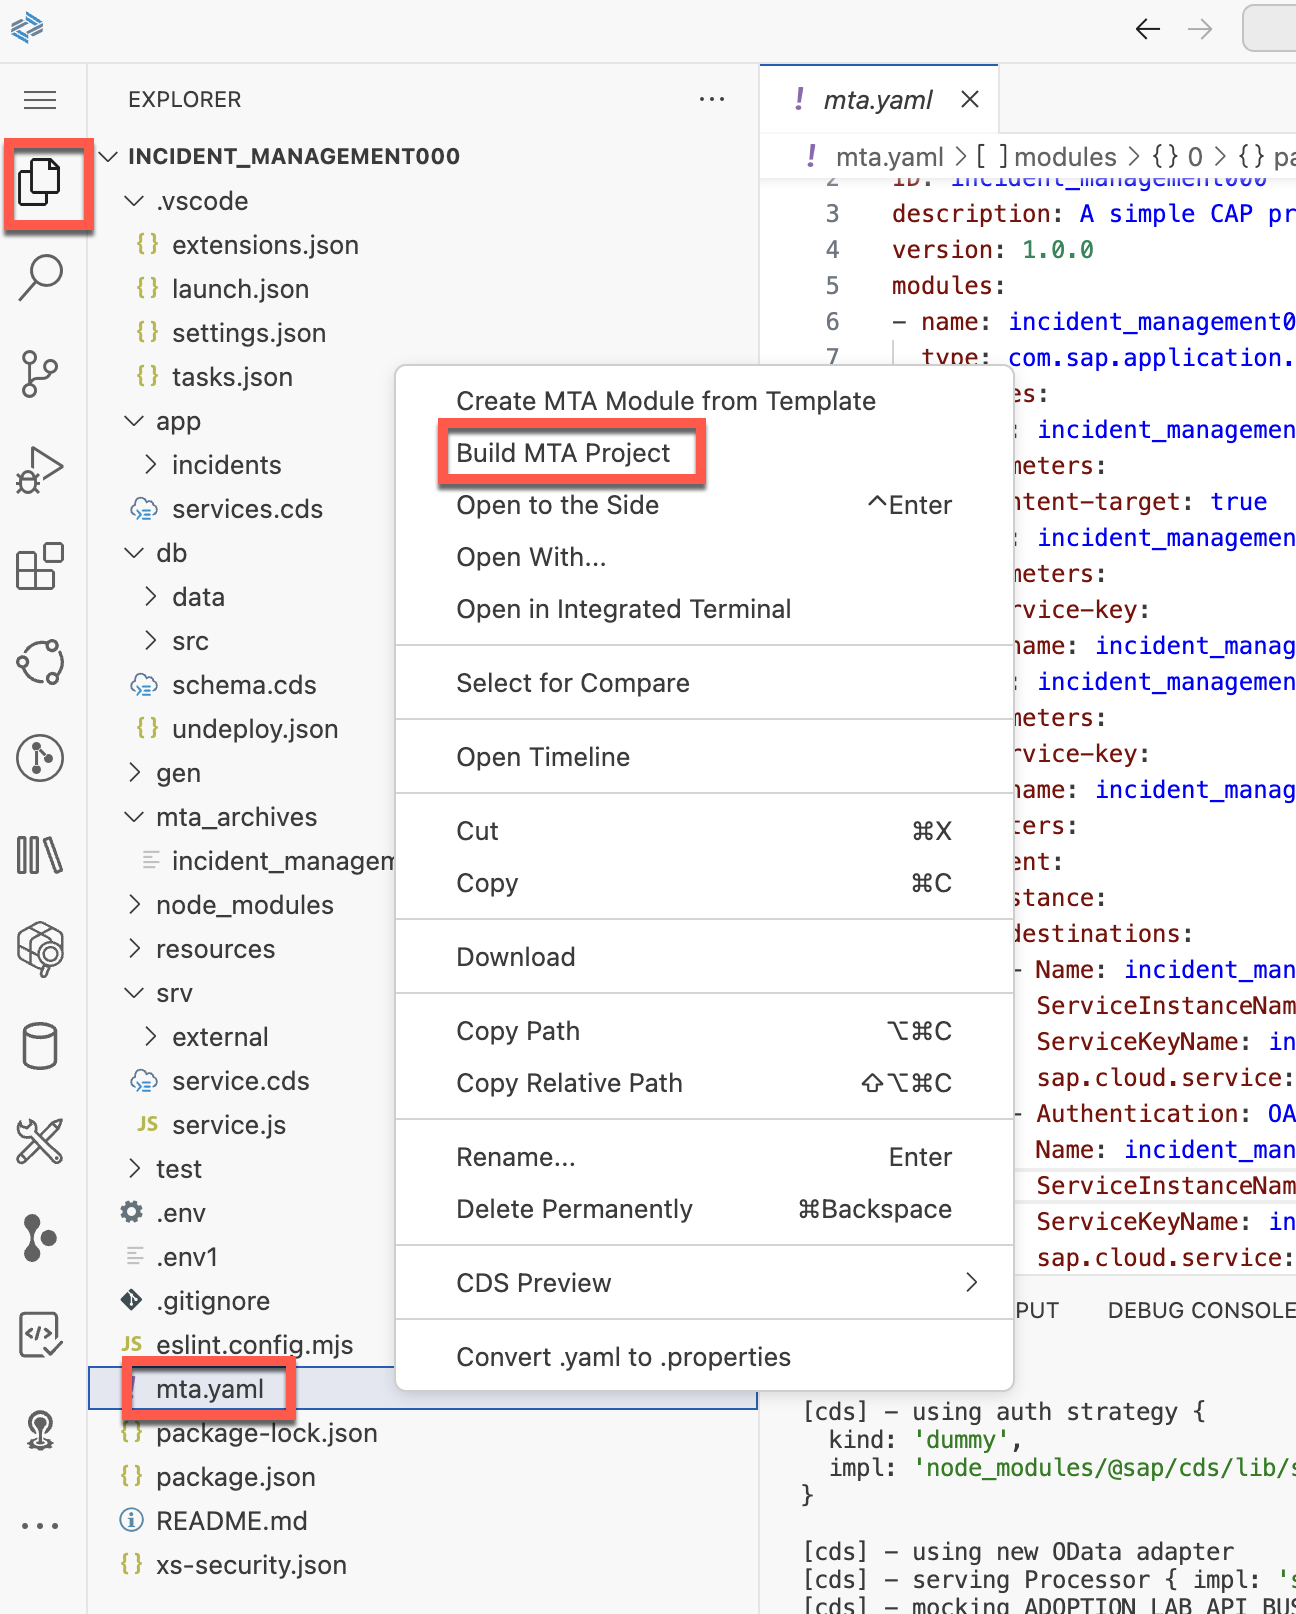 EXPLORER
INCIDENT_MANAGEMENT000
.vscode
{} extensions.json
{} launch.json
{} settings.json
{} tasks.json
app
incidents
services.cds
db
data
src
schema.cds
{} undeploy.json
gen
mta_archives
incident_managem
node_modules
resources
srv
external
service.cds
JS service.js
test
.env
.env1
.gitignore
JS eslint.config.mjs
! mta.yaml
{} package-lock.json
{} package.json
README.md
{} xs-security.json
Create MTA Module from Template
Build MTA Project
Open to the Side ^Enter
Open With...
Open in Integrated Terminal
Select for Compare
Open Timeline
Cut ⌘X
Copy ⌘C
Download
Copy Path ⌥⌘C
Copy Relative Path ⇧⌥⌘C
Rename... Enter
Delete Permanently ⌘Backspace
CDS Preview
Convert .yaml to .properties
! mta.yaml
! mta.yaml > [ ] modules > {} 0 > {} pa
2 ID: incident_management000
3 description: A simple CAP pr
4 version: 1.0.0
5 modules:
6 - name: incident_management0
7 type: com.sap.application.
es:
: incident_managemen
meters:
ntent-target: true
: incident_managemen
meters:
rvice-key:
name: incident_manag
: incident_managemen
meters:
rvice-key:
name: incident_manag
ters:
ent:
stance:
destinations:
- Name: incident_man
ServiceInstanceNam
ServiceKeyName: in
sap.cloud.service:
- Authentication: OA
Name: incident_man
ServiceInstanceNam
ServiceKeyName: in
sap.cloud.service:
PUT DEBUG CONSOLE
[cds] - using auth strategy {
kind: 'dummy',
impl: 'node_modules/@sap/cds/lib/s
}
[cds] - using new OData adapter
[cds] - serving Processor { impl: 's
[cds] - mocking ADOPTION_LAB_API_BUS